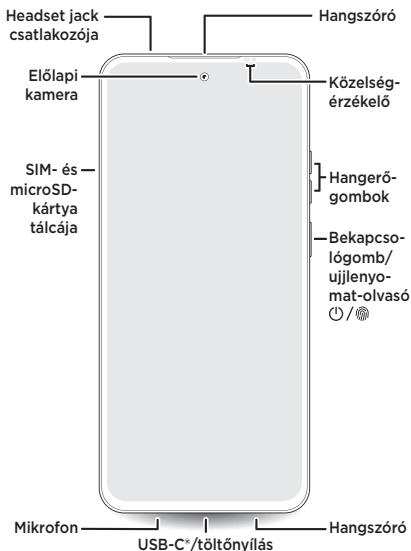 Headset jack
csatlakozója
Hangszóró
Előlapi
kamera
Közelség-
érzékelő
SIM- és
microSD-
kártya
tálcája
Hangerő-
gombok
Bekapcso-
lógomb/
ujjlenyo-
mat-olvasó
/
Mikrofon
USB-C®/töltőnyílás
Hangszóró